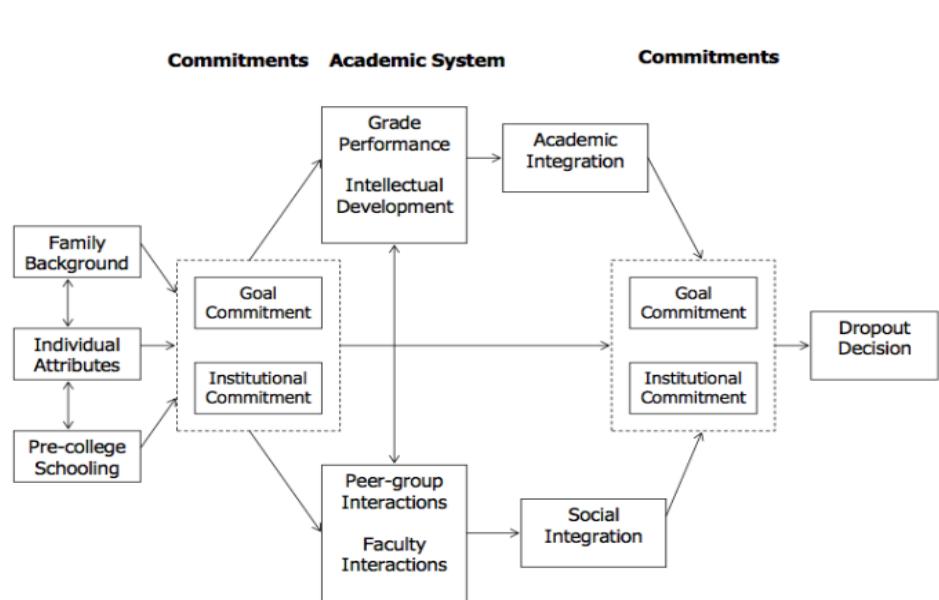 Commitments
Academic System
Commitments
Grade
Performance
Intellectual
Development
Academic
Integration
Family
Background
Individual
Attributes
Pre-college
Schooling
Goal
Commitment
Institutional
Commitment
Goal
Commitment
Institutional
Commitment
Dropout
Decision
Peer-group
Interactions
Faculty
Interactions
Social
Integration